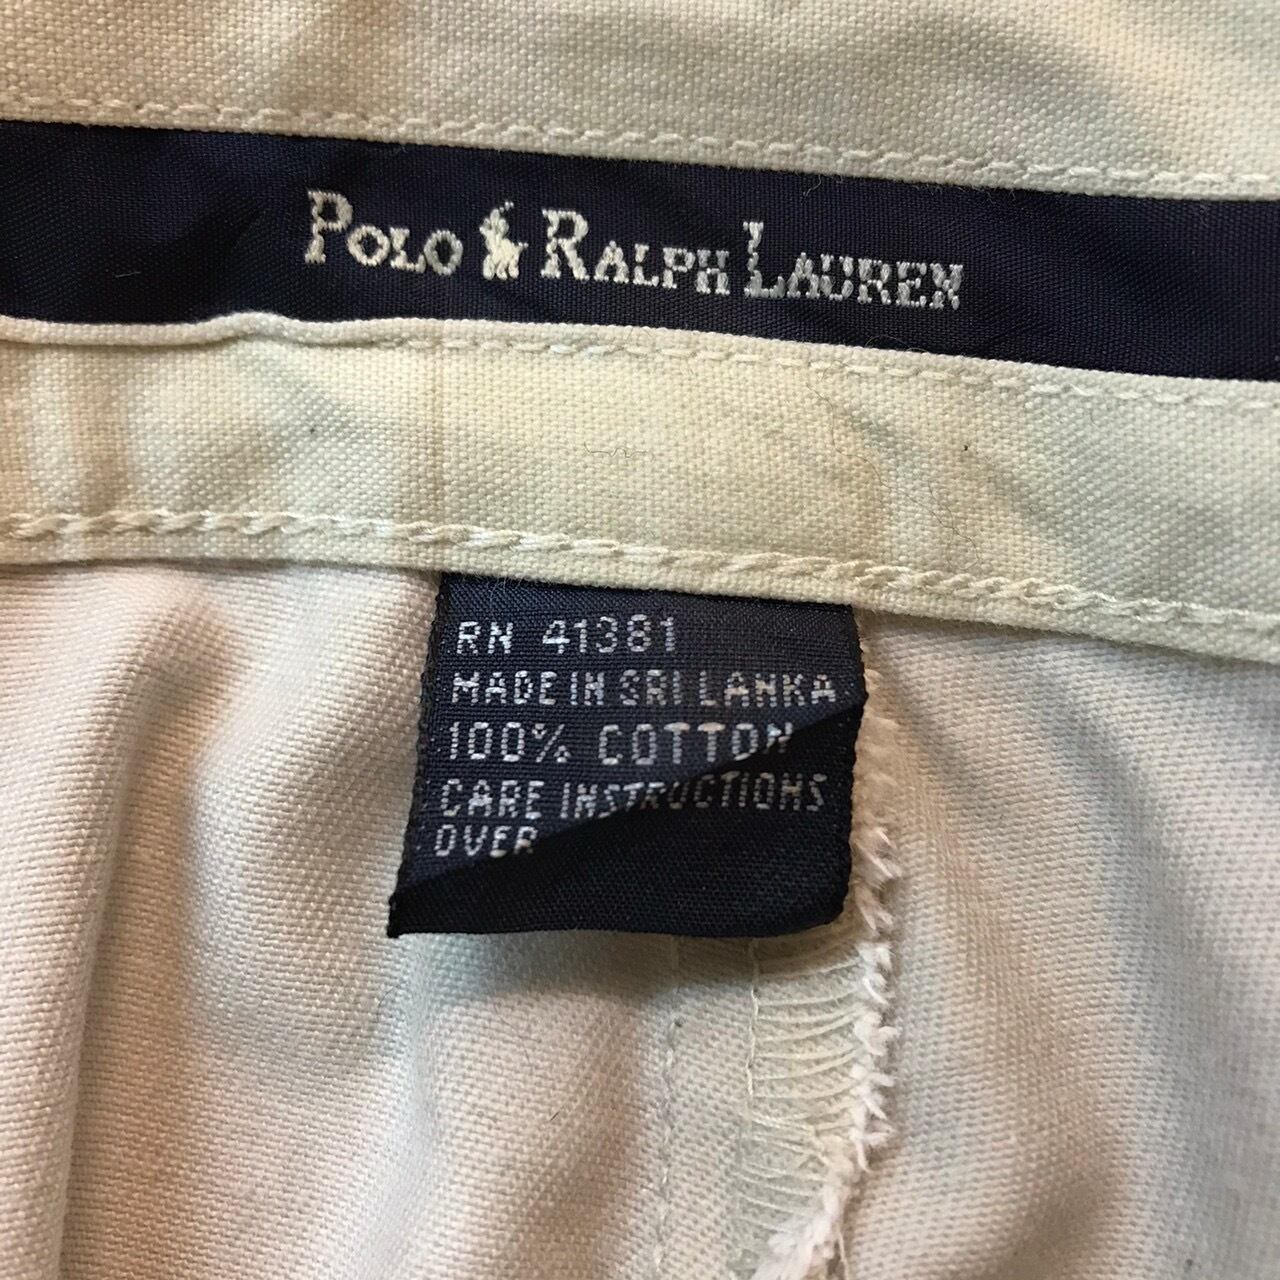 POLO RALPH LAUREN
RN 41381
MADE IN SRI LANKA
100% COTTON
CARE INSTRUCTIONS
OVER